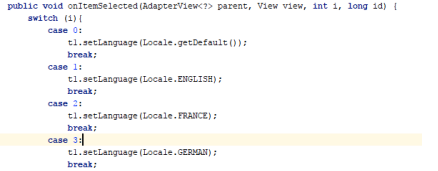 public void onItemSelected(AdapterView<?> parent, View view, int i, long id) {
switch (i){
case 0:
t1.setLanguage(Locale.getDefault());
break;
case 1:
t1.setLanguage(Locale.ENGLISH);
break;
case 2:
t1.setLanguage(Locale.FRANCE);
break;
case 3:
t1.setLanguage(Locale.GERMAN);
break;